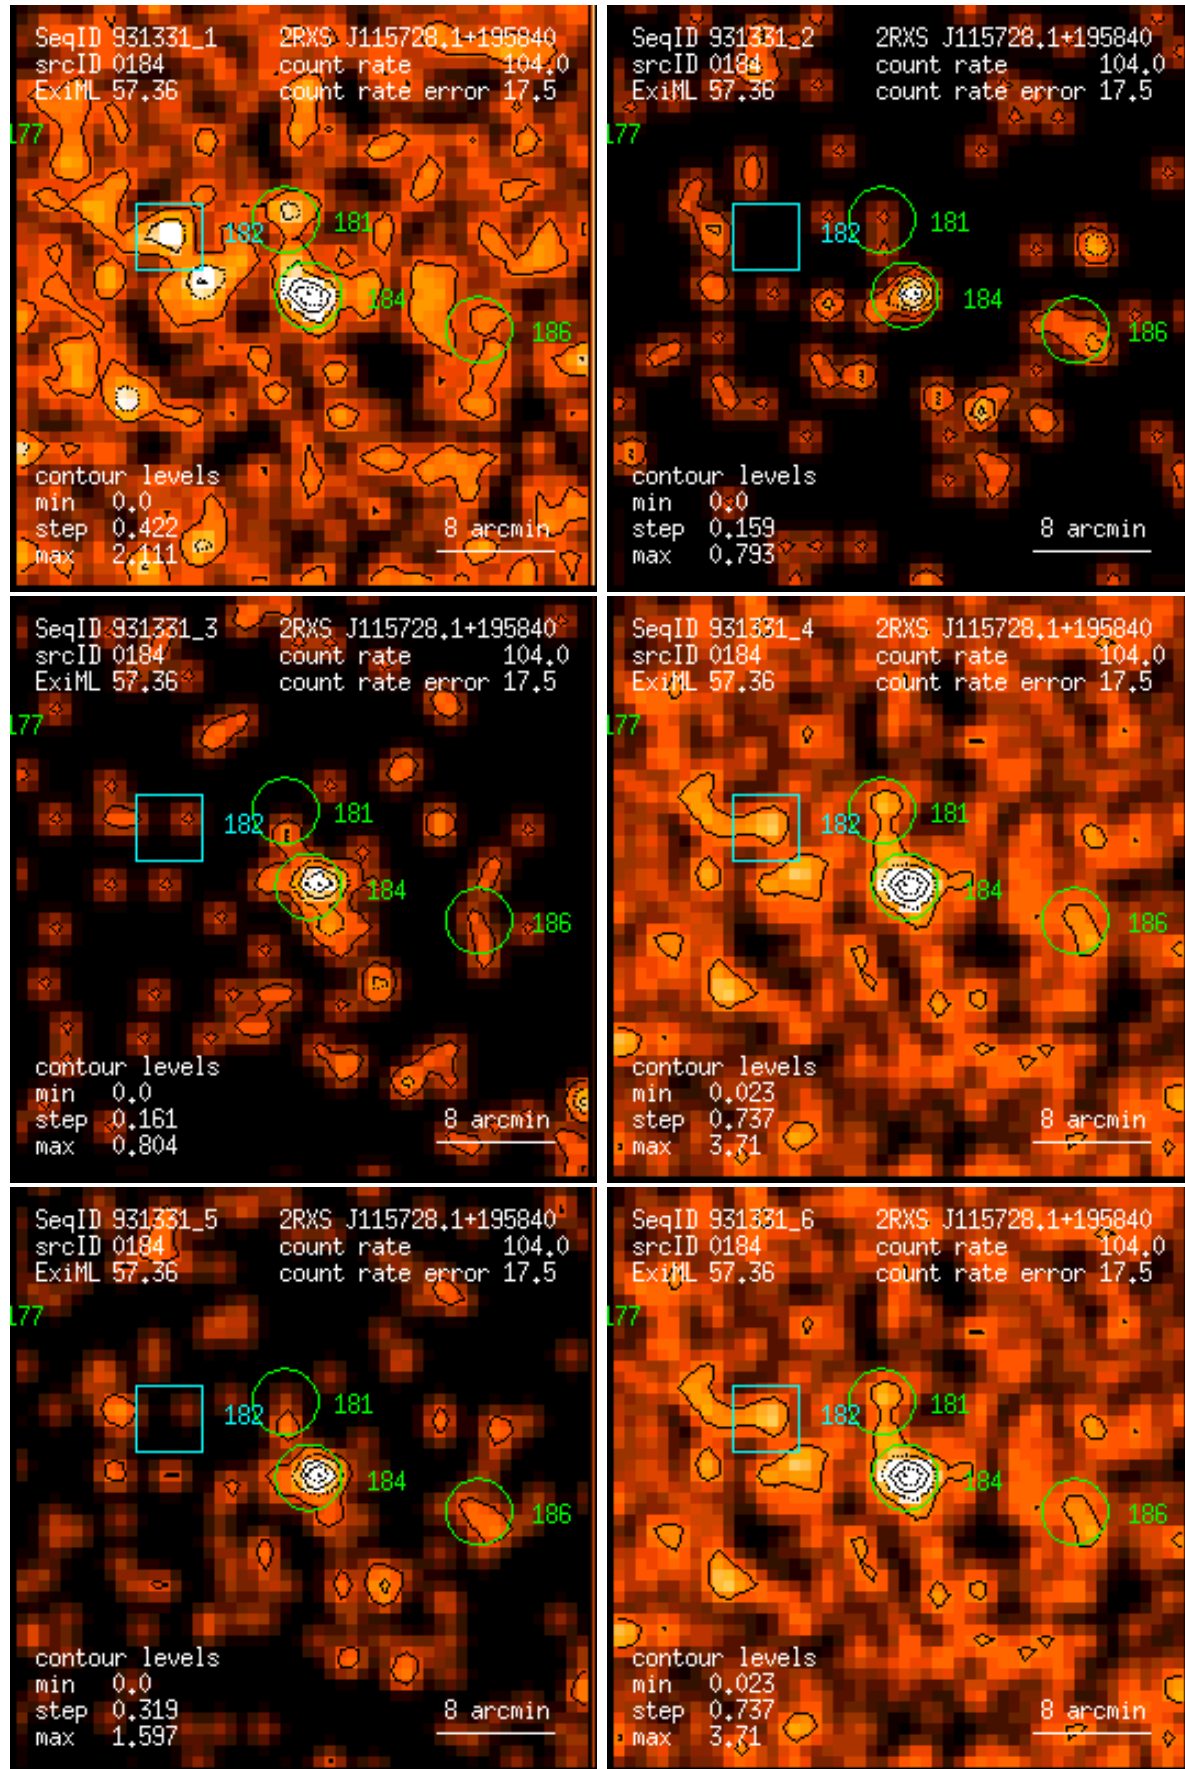 SeqID 931331_1 2RXS J115728.1+195840
srcID 0184 count rate 104.0
ExiML 57.36 count rate error 17.5
177
181
182
184
186
contour levels
min 0.0
step 0.422 8 arcmin
max 2.111
SeqID 931331_2 2RXS J115728.1+195840
srcID 0184 count rate 104.0
ExiML 57.36 count rate error 17.5
177
181
182
184
186
contour levels
min 0.0
step 0.159 8 arcmin
max 0.793
SeqID 931331_3 2RXS J115728.1+195840
srcID 0184 count rate 104.0
ExiML 57.36 count rate error 17.5
177
181
182
184
186
contour levels
min 0.0
step 0.161 8 arcmin
max 0.804
SeqID 931331_4 2RXS J115728.1+195840
srcID 0184 count rate 104.0
ExiML 57.36 count rate error 17.5
177
181
182
184
186
contour levels
min 0.023
step 0.737 8 arcmin
max 3.71
SeqID 931331_5 2RXS J115728.1+195840
srcID 0184 count rate 104.0
ExiML 57.36 count rate error 17.5
177
181
182
184
186
contour levels
min 0.0
step 0.319 8 arcmin
max 1.597
SeqID 931331_6 2RXS J115728.1+195840
srcID 0184 count rate 104.0
ExiML 57.36 count rate error 17.5
177
181
182
184
186
contour levels
min 0.023
step 0.737 8 arcmin
max 3.71